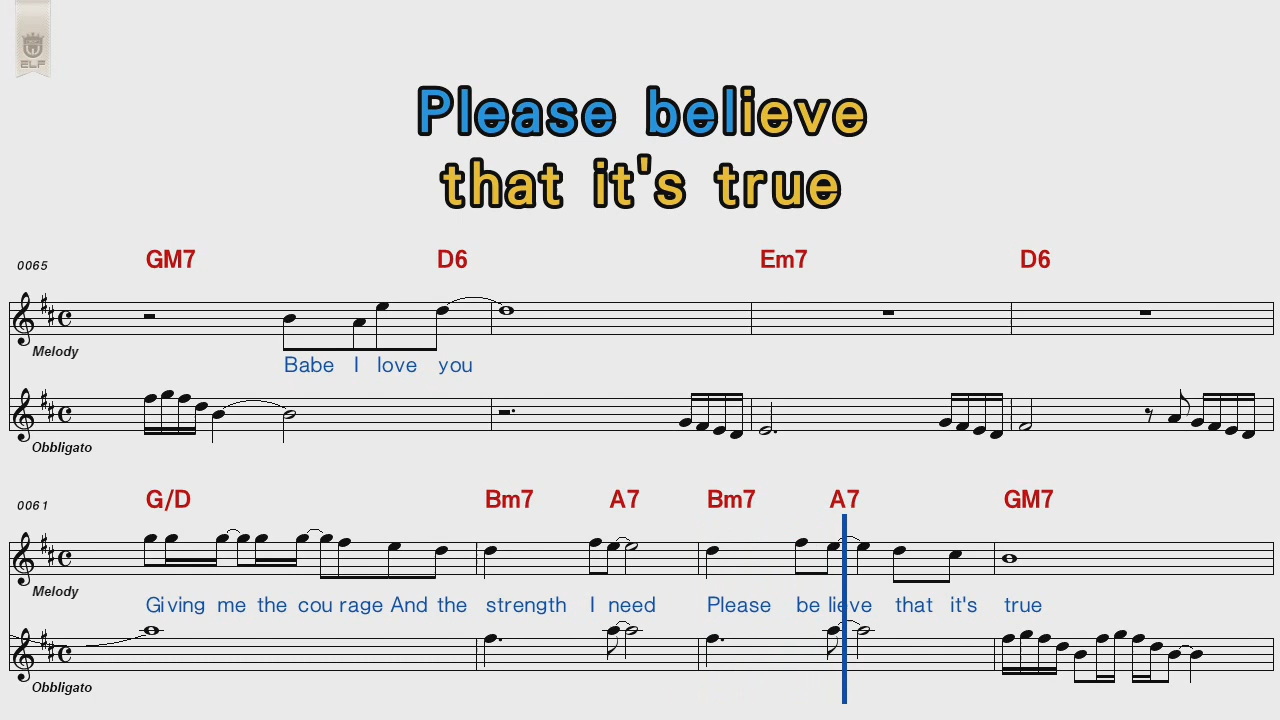 ELF
Please believe
that it's true
0065 GM7 D6 Em7 D6
Melody
Babe I love you
Obbligato
0061 G/D Bm7 A7 Bm7 A7 GM7
Melody
Giving me the cou rage And the strength I need Please be lieve that it's true
Obbligato